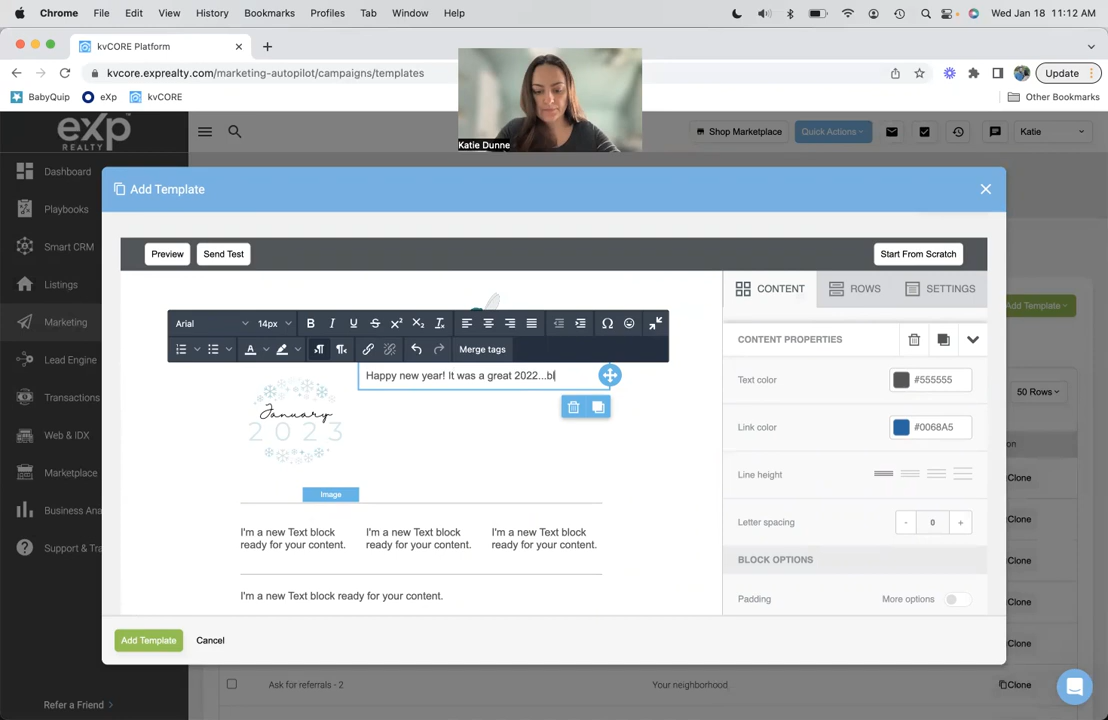 Chrome File Edit View History Bookmarks Profiles Tab Window Help
Wed Jan 18 11:12 AM
kvCORE Platform
kvcore.exprealty.com/marketing-autopilot/campaigns/templates
Update
BabyQuip eXp kvCORE
Other Bookmarks
Katie Dunne
eXp
REALTY
Shop Marketplace
Quick Actions
Katie
Dashboard
Playbooks
Smart CRM
Listings
Marketing
Lead Engine
Transactions
Web & IDX
Marketplace
Business Ana
Support & Tra
Refer a Friend
Add Template
Preview
Send Test
Start From Scratch
Arial
14px
Merge tags
Happy new year! It was a great 2022...bl
January
2023
Image
I'm a new Text block
ready for your content.
I'm a new Text block
ready for your content.
I'm a new Text block
ready for your content.
I'm a new Text block ready for your content.
CONTENT
ROWS
SETTINGS
CONTENT PROPERTIES
Text color
#555555
Link color
#0068A5
Line height
Letter spacing
- 0 +
BLOCK OPTIONS
Padding
More options
Add Template
Cancel
dd Template
50 Rows
on
Clone
Clone
Clone
Clone
Clone
Ask for referrals - 2
Your neighborhood
Clone